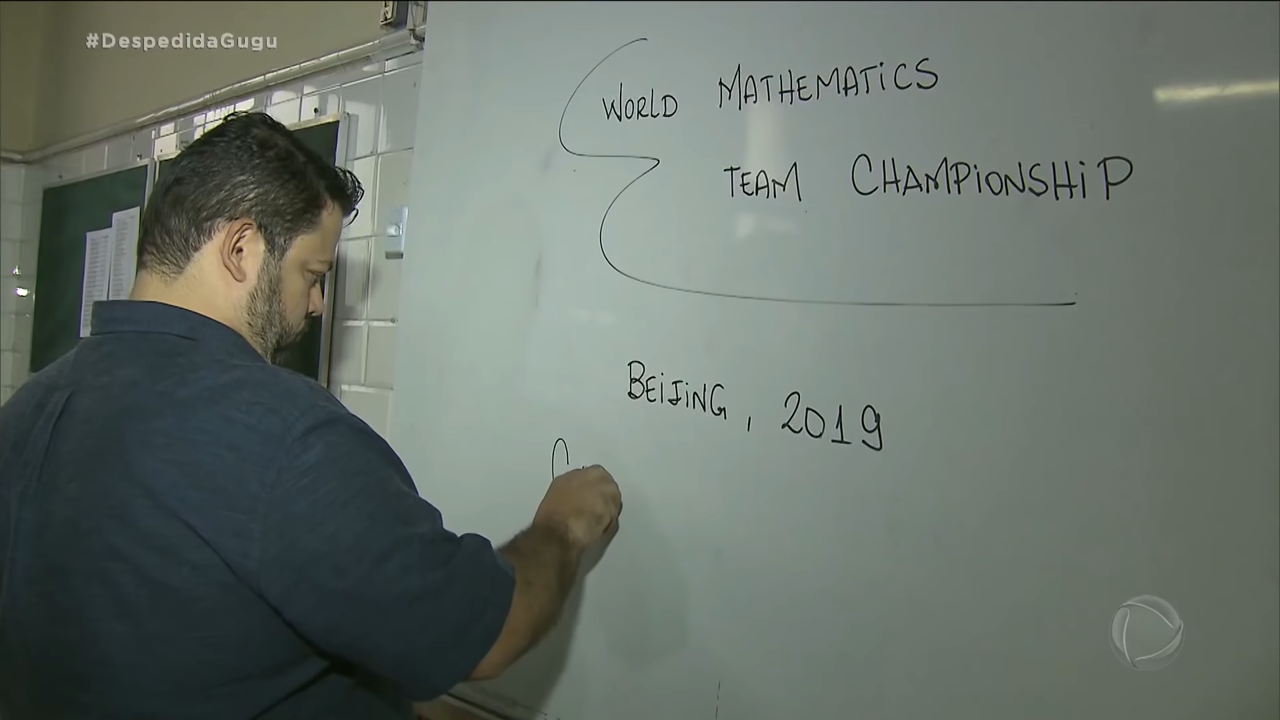 #DespedidaGugu
WORLD MATHEMATICS
TEAM CHAMPIONSHIP
BEIJING, 2019